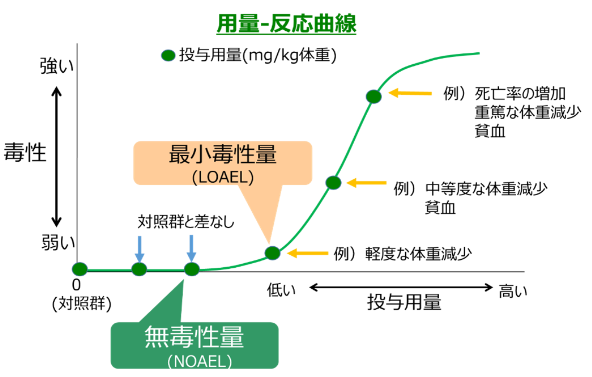 用量-反応曲線
投与用量(mg/kg体重)
強い
例）死亡率の増加
重篤な体重減少
貧血
毒性
最小毒性量
(LOAEL)
例）中等度な体重減少
貧血
対照群と差なし
弱い
例）軽度な体重減少
0
(対照群)
低い
投与用量
高い
無毒性量
(NOAEL)